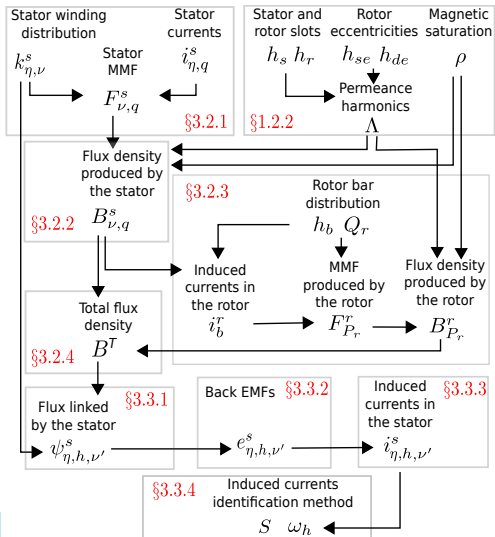 Stator winding
distribution
k^s_{η,ν}
Stator
MMF
F^s_{ν,q}
Stator
currents
i^s_{η,q}
§3.2.1
Stator and
rotor slots
h_s h_r
Rotor
eccentricities
h_{se} h_{de}
Permeance
harmonics
Λ
§1.2.2
Magnetic
saturation
ρ
Flux density
produced by
the stator
§3.2.2
B^s_{ν,q}
§3.2.3
Rotor bar
distribution
h_b Q_r
Induced
currents in
the rotor
i^r_b
MMF
produced by
the rotor
F^r_{P_r}
Flux density
produced by
the rotor
B^r_{P_r}
Total flux
density
§3.2.4
B^T
§3.3.1
Flux linked
by the stator
ψ^s_{η,h,ν'}
Back EMFs
§3.3.2
e^s_{η,h,ν'}
Induced
currents in
the stator
§3.3.3
i^s_{η,h,ν'}
§3.3.4
Induced currents
identification method
S ω_h